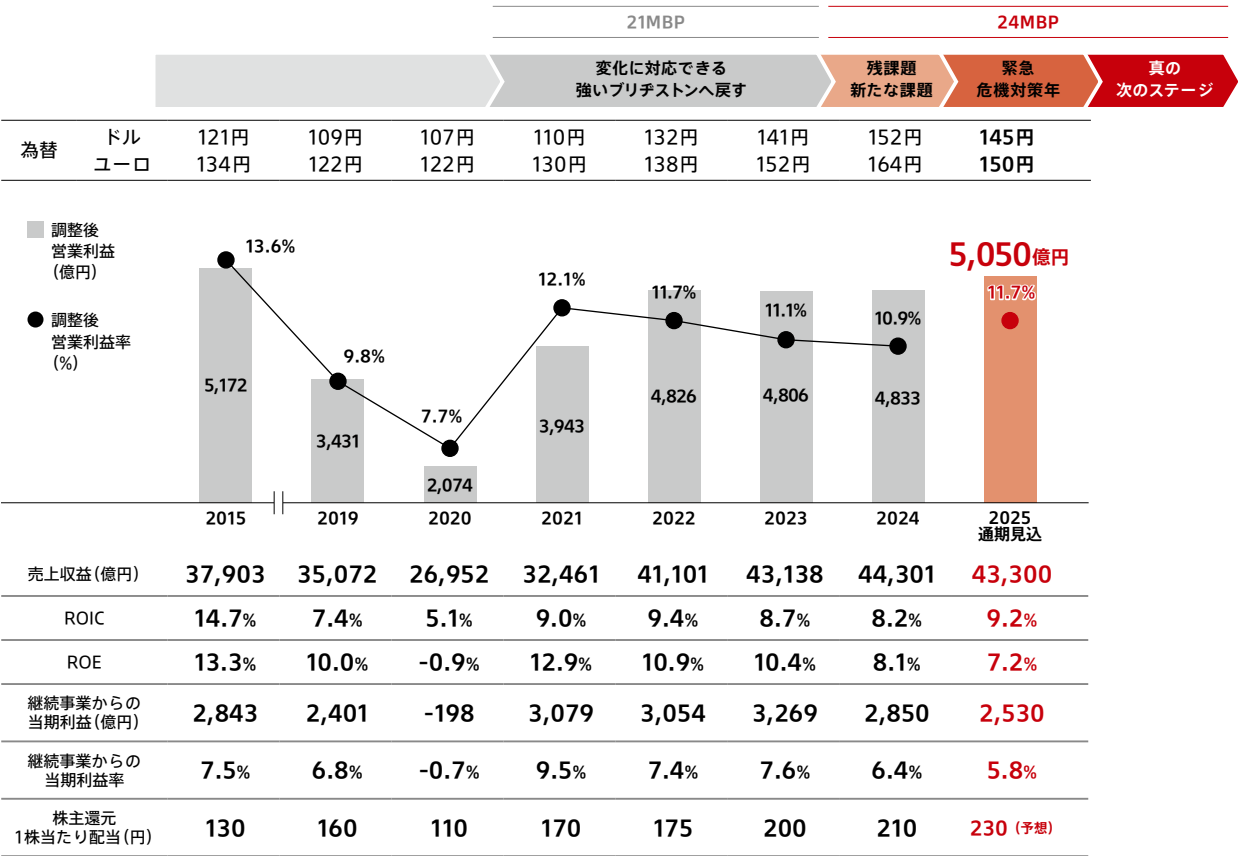 21MBP
24MBP
変化に対応できる
強いブリヂストンへ戻す
残課題
新たな課題
緊急
危機対策年
真の
次のステージ
為替
ドル 121円 109円 107円 110円 132円 141円 152円 145円
ユーロ 134円 122円 122円 130円 138円 152円 164円 150円
調整後
営業利益
(億円)
調整後
営業利益率
(%)
13.6%
9.8%
7.7%
12.1%
11.7%
11.1%
10.9%
5,050億円
11.7%
5,172
3,431
2,074
3,943
4,826
4,806
4,833
2015 2019 2020 2021 2022 2023 2024 2025
通期見込
売上収益(億円) 37,903 35,072 26,952 32,461 41,101 43,138 44,301 43,300
ROIC 14.7% 7.4% 5.1% 9.0% 9.4% 8.7% 8.2% 9.2%
ROE 13.3% 10.0% -0.9% 12.9% 10.9% 10.4% 8.1% 7.2%
継続事業からの
当期利益(億円) 2,843 2,401 -198 3,079 3,054 3,269 2,850 2,530
継続事業からの
当期利益率 7.5% 6.8% -0.7% 9.5% 7.4% 7.6% 6.4% 5.8%
株主還元
1株当たり配当(円) 130 160 110 170 175 200 210 230(予想)